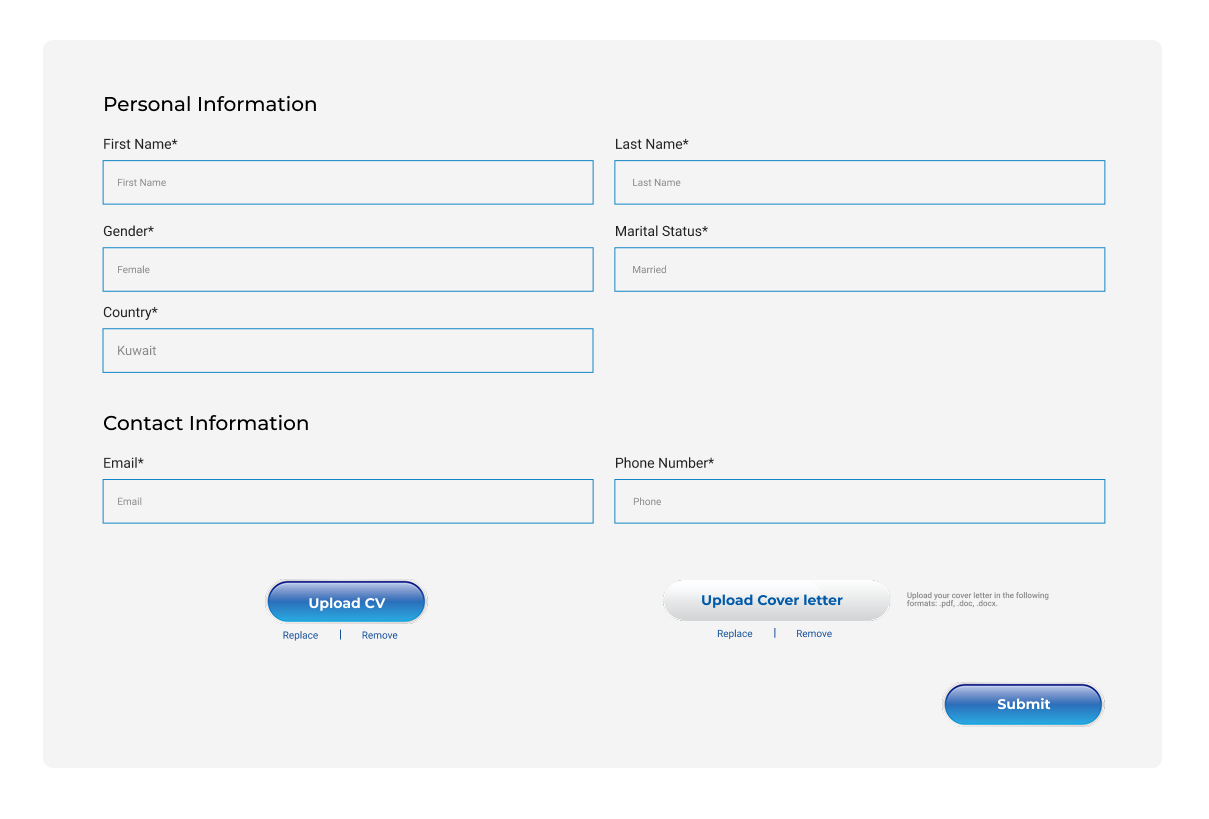 Personal Information
First Name*
Last Name*
First Name
Last Name
Gender*
Marital Status*
Female
Married
Country*
Kuwait
Contact Information
Email*
Phone Number*
Email
Phone
Upload CV
Replace | Remove
Upload Cover letter
Upload your cover letter in the following
formats: .pdf, .doc, .docx.
Replace | Remove
Submit